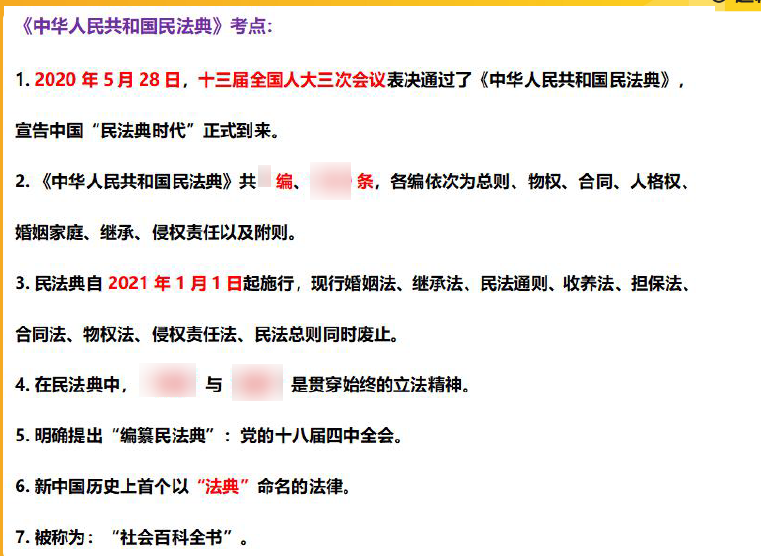 《中华人民共和国民法典》考点：
1. 2020 年 5 月 28 日，十三届全国人大三次会议表决通过了《中华人民共和国民法典》，
宣告中国“民法典时代”正式到来。
2. 《中华人民共和国民法典》共 编、 条，各编依次为总则、物权、合同、人格权、
婚姻家庭、继承、侵权责任以及附则。
3. 民法典自 2021 年 1 月 1 日起施行，现行婚姻法、继承法、民法通则、收养法、担保法、
合同法、物权法、侵权责任法、民法总则同时废止。
4. 在民法典中， 与 是贯穿始终的立法精神。
5. 明确提出“编纂民法典”：党的十八届四中全会。
6. 新中国历史上首个以“法典”命名的法律。
7. 被称为：“社会百科全书”。